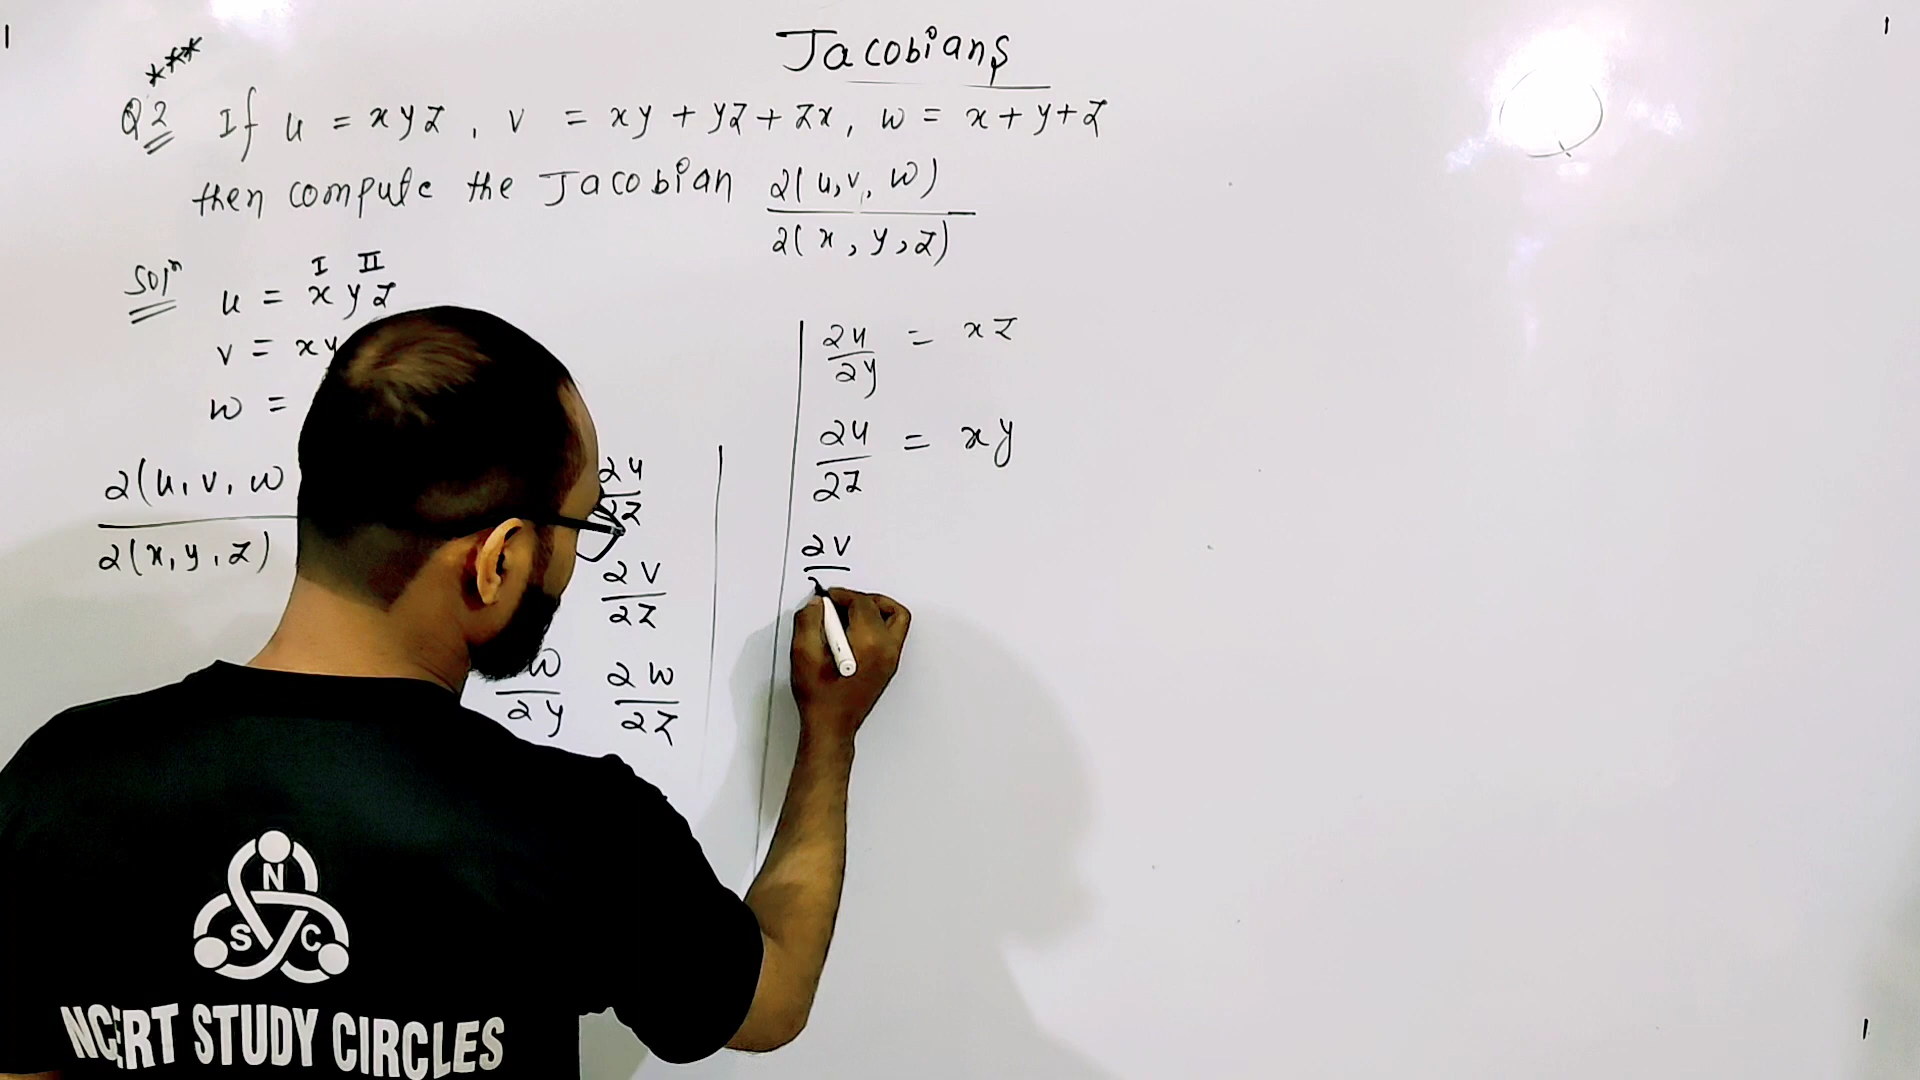 Jacobians
***
Q2 If u = xyz, v = xy + yz + zx, w = x + y + z
then compute the Jacobian ∂(u, v, w)
∂(x, y, z)
Solⁿ
I II
u = xyz
v = xy
w =
∂(u, v, w
∂(x, y, z)
∂u
∂z
∂v
∂z
w
∂y
∂w
∂z
∂u/∂y = xz
∂u/∂z = xy
∂v
N
S C
NCERT STUDY CIRCLES